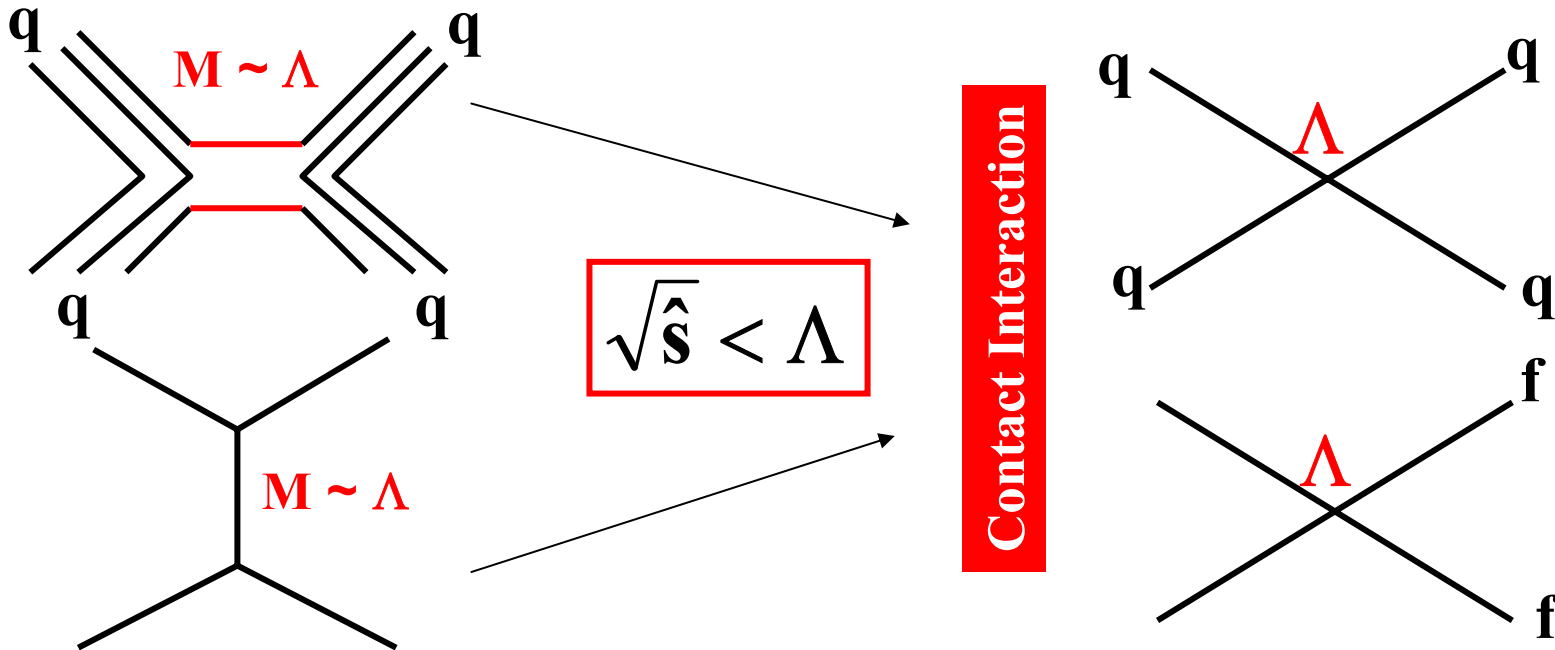 q
q
M ~ Λ
q
q
M ~ Λ
√ŝ < Λ
Contact Interaction
q
q
Λ
q
q
f
Λ
f